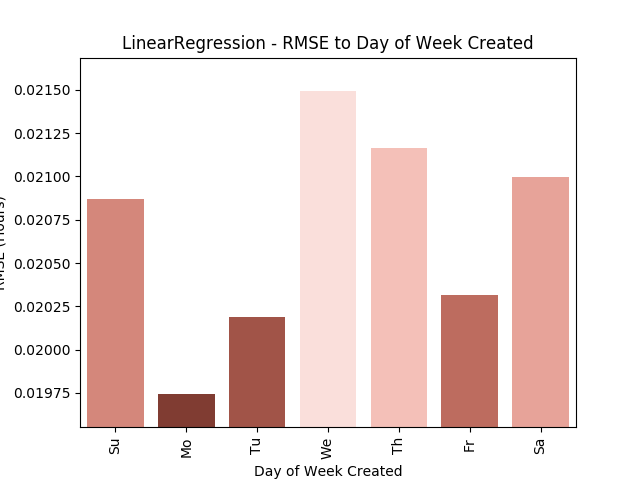 LinearRegression - RMSE to Day of Week Created
RMSE (Hours)
0.02150
0.02125
0.02100
0.02075
0.02050
0.02025
0.02000
0.01975
Su
Mo
Tu
We
Th
Fr
Sa
Day of Week Created